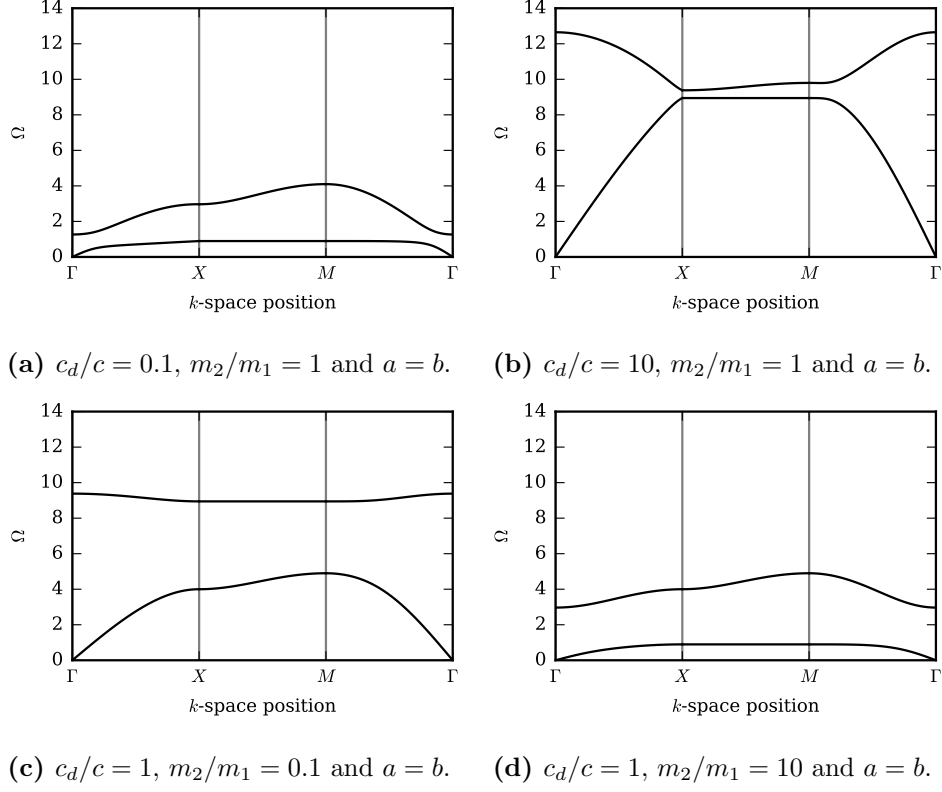 14 14
12 12
10 10
8 8
Ω Ω
6 6
4 4
2 2
0 0
Γ X M Γ Γ X M Γ
k-space position k-space position
(a) c_d/c = 0.1, m_2/m_1 = 1 and a = b. (b) c_d/c = 10, m_2/m_1 = 1 and a = b.
14 14
12 12
10 10
8 8
Ω Ω
6 6
4 4
2 2
0 0
Γ X M Γ Γ X M Γ
k-space position k-space position
(c) c_d/c = 1, m_2/m_1 = 0.1 and a = b. (d) c_d/c = 1, m_2/m_1 = 10 and a = b.